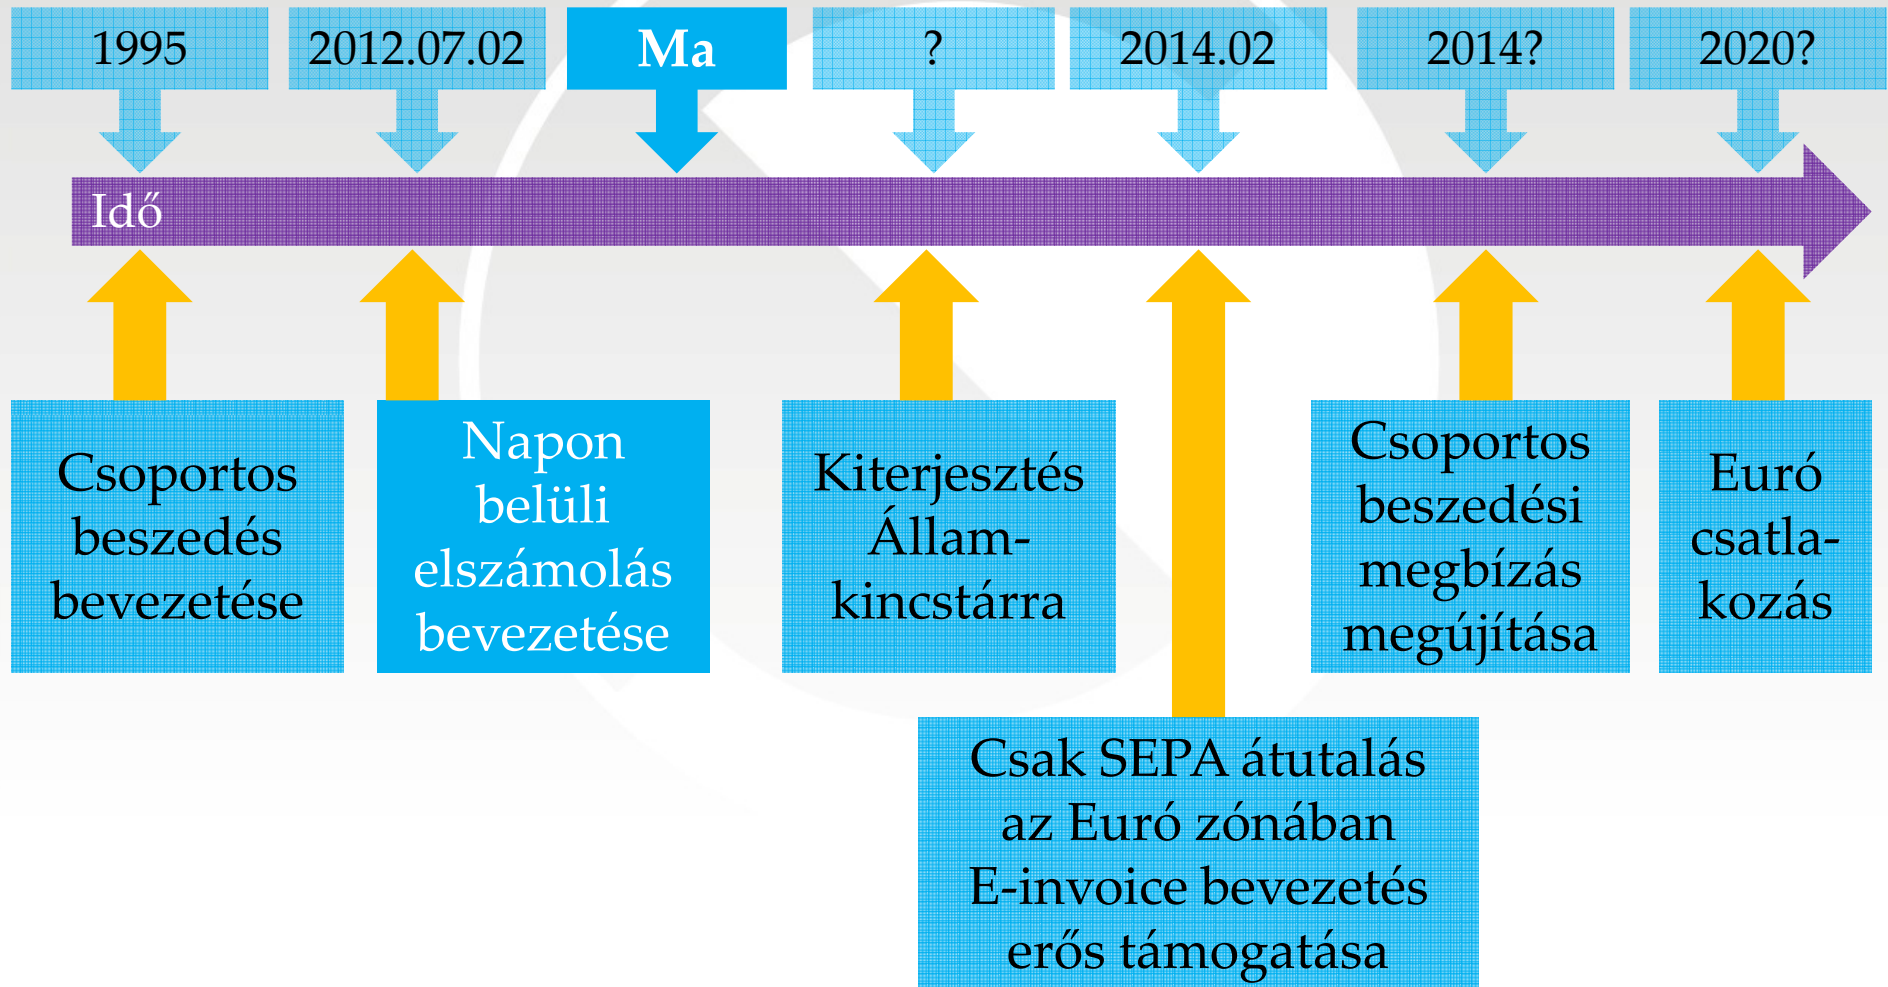 1995
2012.07.02
Ma
?
2014.02
2014?
2020?
Idő
Csoportos
beszedés
bevezetése
Napon
belüli
elszámolás
bevezetése
Kiterjesztés
Állam-
kincstárra
Csoportos
beszedési
megbízás
megújítása
Euró
csatla-
kozás
Csak SEPA átutalás
az Euró zónában
E-invoice bevezetés
erős támogatása